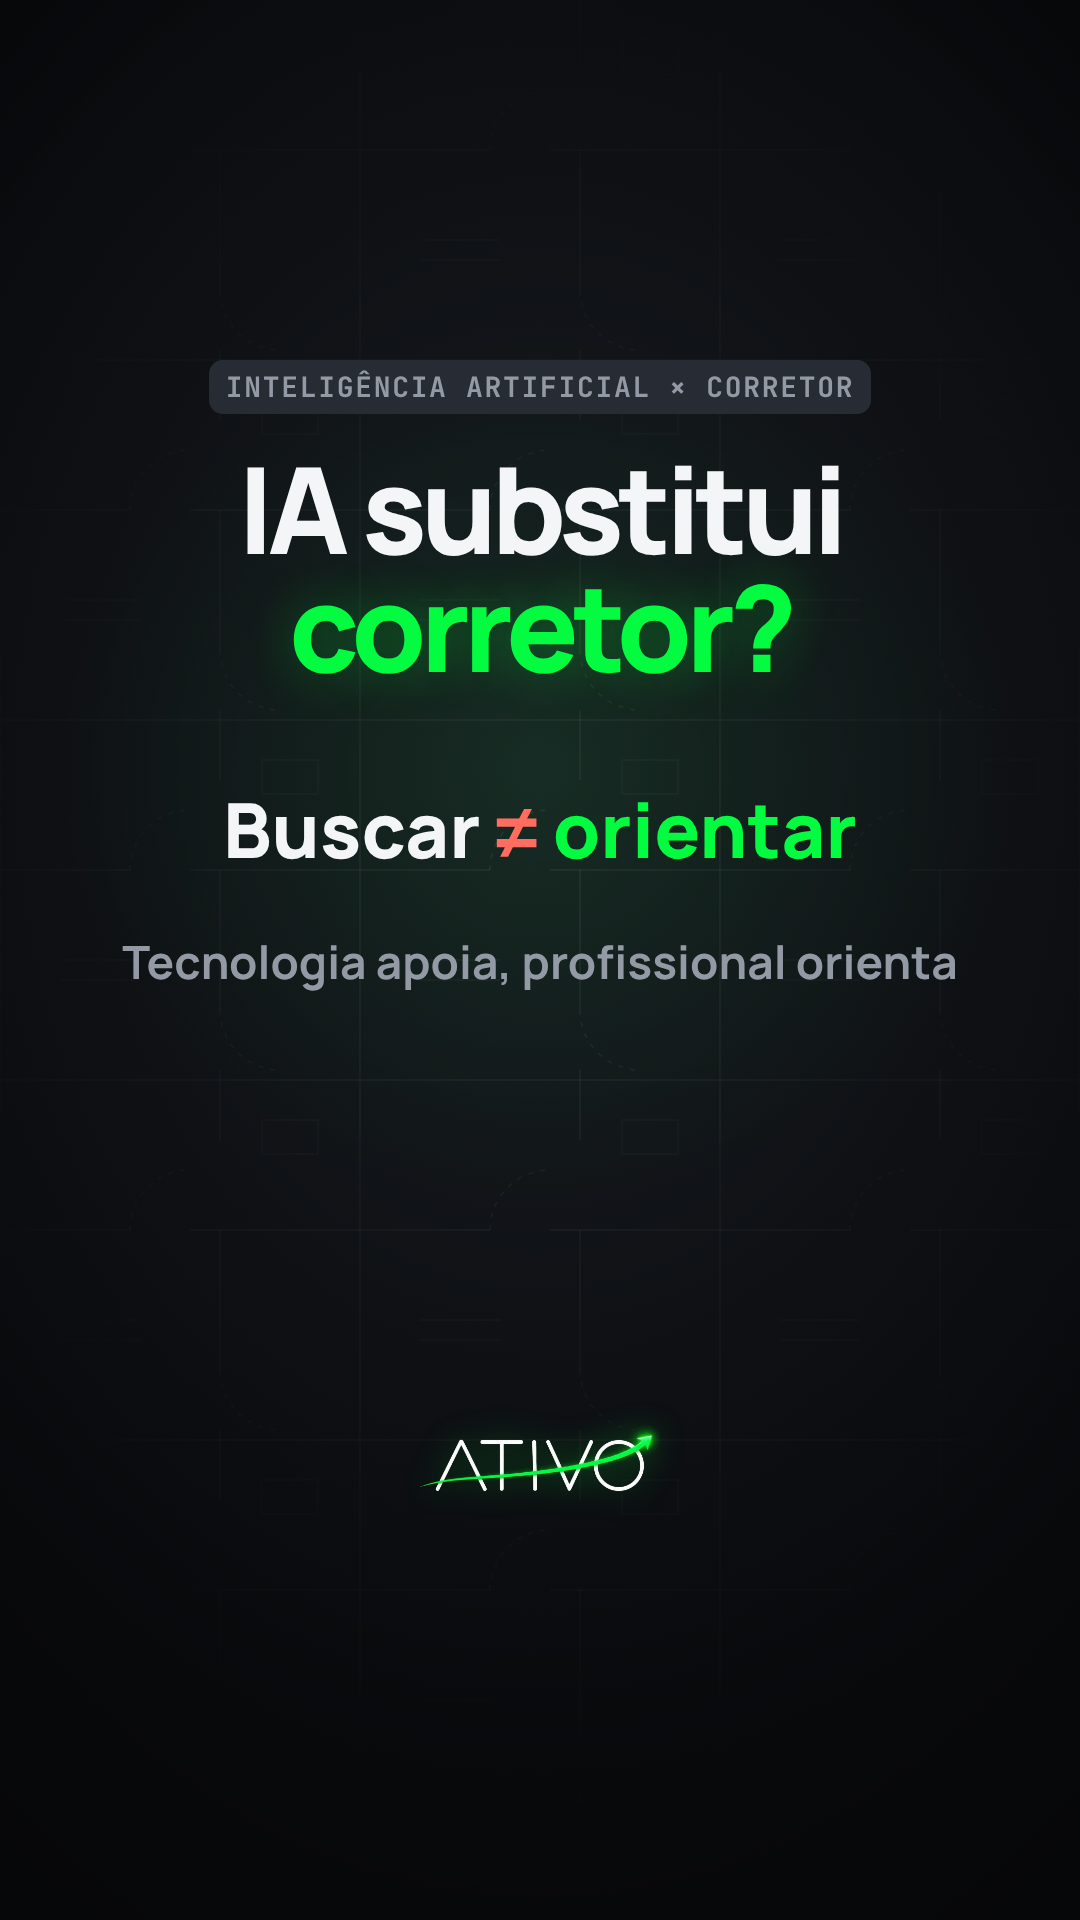 INTELIGÊNCIA ARTIFICIAL × CORRETOR
IA substitui
corretor?
Buscar ≠ orientar
Tecnologia apoia, profissional orienta
ATIVO